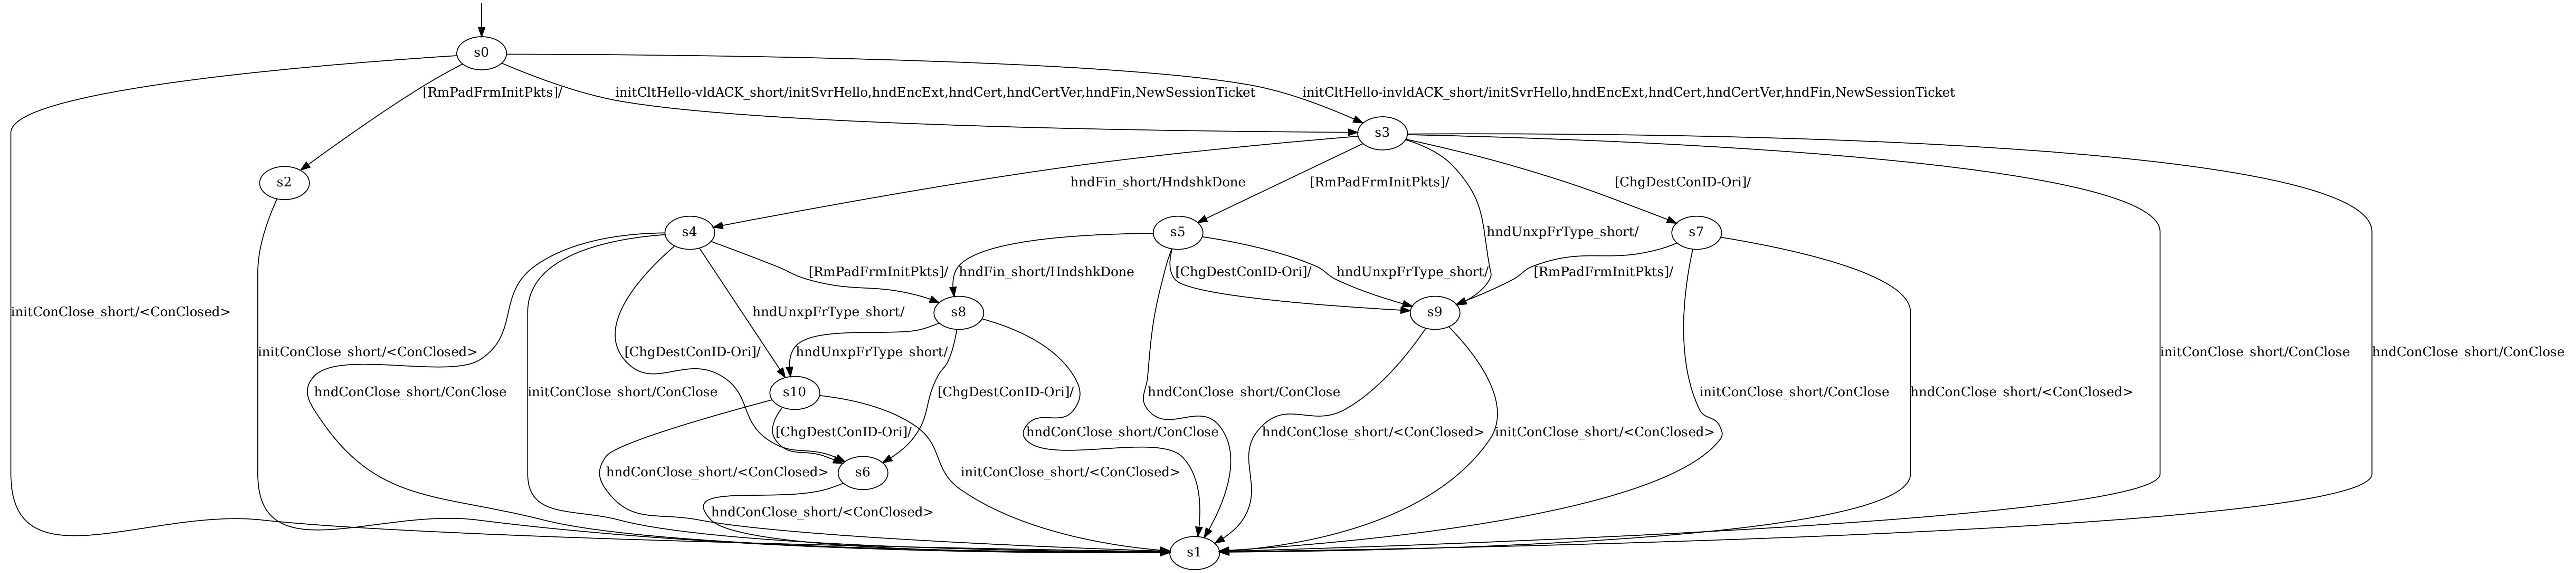 s0
[RmPadFrmInitPkts]/
initCltHello-vldACK_short/initSvrHello,hndEncExt,hndCert,hndCertVer,hndFin,NewSessionTicket
initCltHello-invldACK_short/initSvrHello,hndEncExt,hndCert,hndCertVer,hndFin,NewSessionTicket
s3
s2
hndFin_short/HndshkDone
[RmPadFrmInitPkts]/
[ChgDestConID-Ori]/
s4
s5
hndUnxpFrType_short/
s7
[RmPadFrmInitPkts]/
hndFin_short/HndshkDone
[ChgDestConID-Ori]/
hndUnxpFrType_short/
[RmPadFrmInitPkts]/
initConClose_short/<ConClosed>
hndUnxpFrType_short/
s8
s9
initConClose_short/<ConClosed>
[ChgDestConID-Ori]/
hndUnxpFrType_short/
initConClose_short/ConClose
hndConClose_short/ConClose
hndConClose_short/ConClose
initConClose_short/ConClose
s10
[ChgDestConID-Ori]/
hndConClose_short/ConClose
initConClose_short/ConClose
hndConClose_short/<ConClosed>
[ChgDestConID-Ori]/
hndConClose_short/ConClose
hndConClose_short/<ConClosed>
initConClose_short/<ConClosed>
hndConClose_short/<ConClosed>
s6
initConClose_short/<ConClosed>
hndConClose_short/<ConClosed>
s1